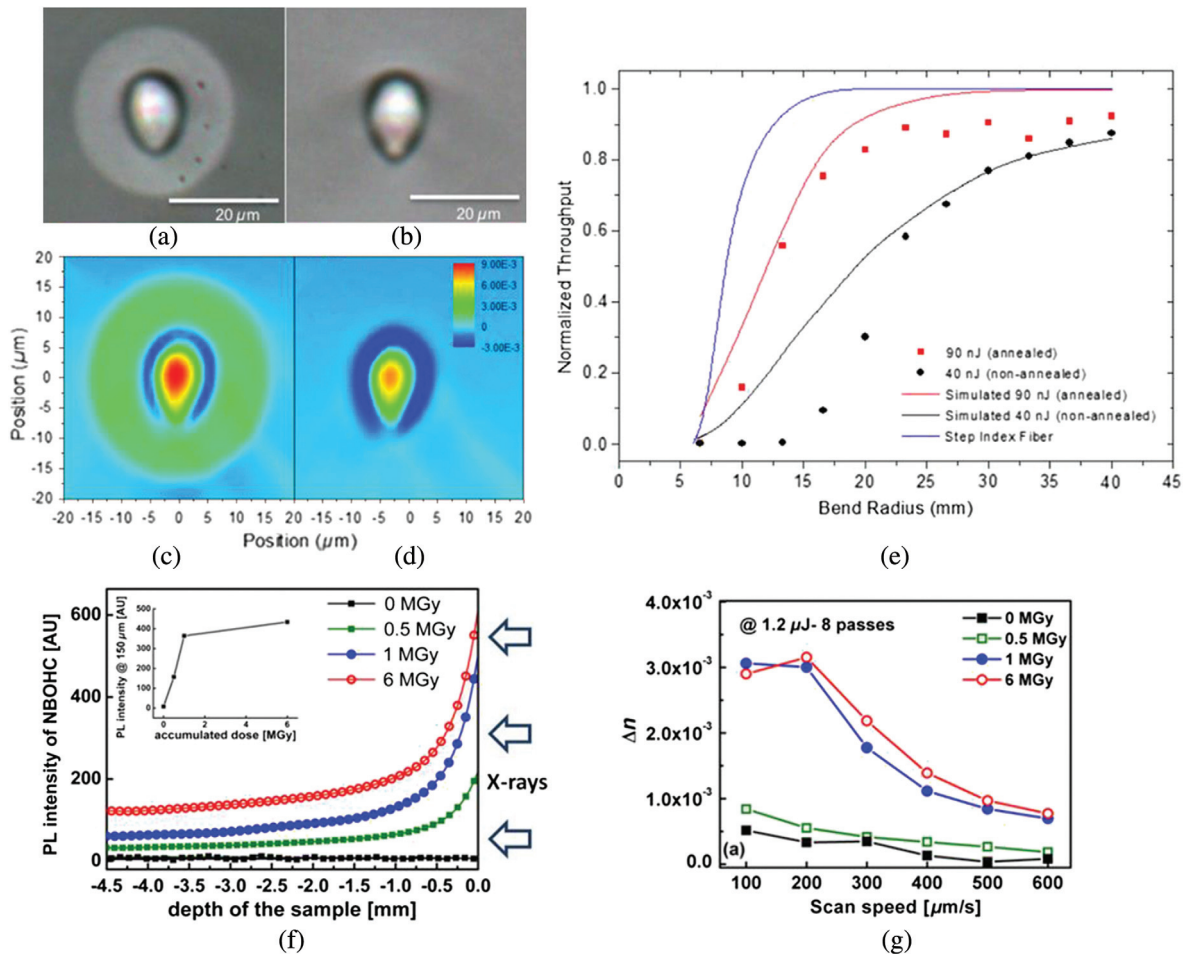 20 µm
20 µm
(a)
(b)
Position (µm)
20
15
10
5
0
-5
-10
-15
20
-20 -15 -10 -5 0 5 10 15 20 -15 -10 -5 0 5 10 15 20
Position (µm)
9.00E-3
6.00E-3
3.00E-3
0
-3.00E-3
(c)
(d)
Normalized Throughput
1.0
0.8
0.6
0.4
0.2
0.0
90 nJ (annealed)
40 nJ (non-annealed)
Simulated 90 nJ (annealed)
Simulated 40 nJ (non-annealed)
Step Index Fiber
0 5 10 15 20 25 30 35 40 45
Bend Radius (mm)
(e)
PL intensity of NBOHC [AU]
600
400
200
0
PL intensity @ 150 µm [AU]
500
400
300
200
100
0
0 2 4 6
accumulated dose [MGy]
0 MGy
0.5 MGy
1 MGy
6 MGy
X-rays
-4.5 -4.0 -3.5 -3.0 -2.5 -2.0 -1.5 -1.0 -0.5 0.0
depth of the sample [mm]
(f)
Δn
4.0x10⁻³
3.0x10⁻³
2.0x10⁻³
1.0x10⁻³
0.0
@ 1.2 µJ- 8 passes
0 MGy
0.5 MGy
1 MGy
6 MGy
(a)
100 200 300 400 500 600
Scan speed [µm/s]
(g)